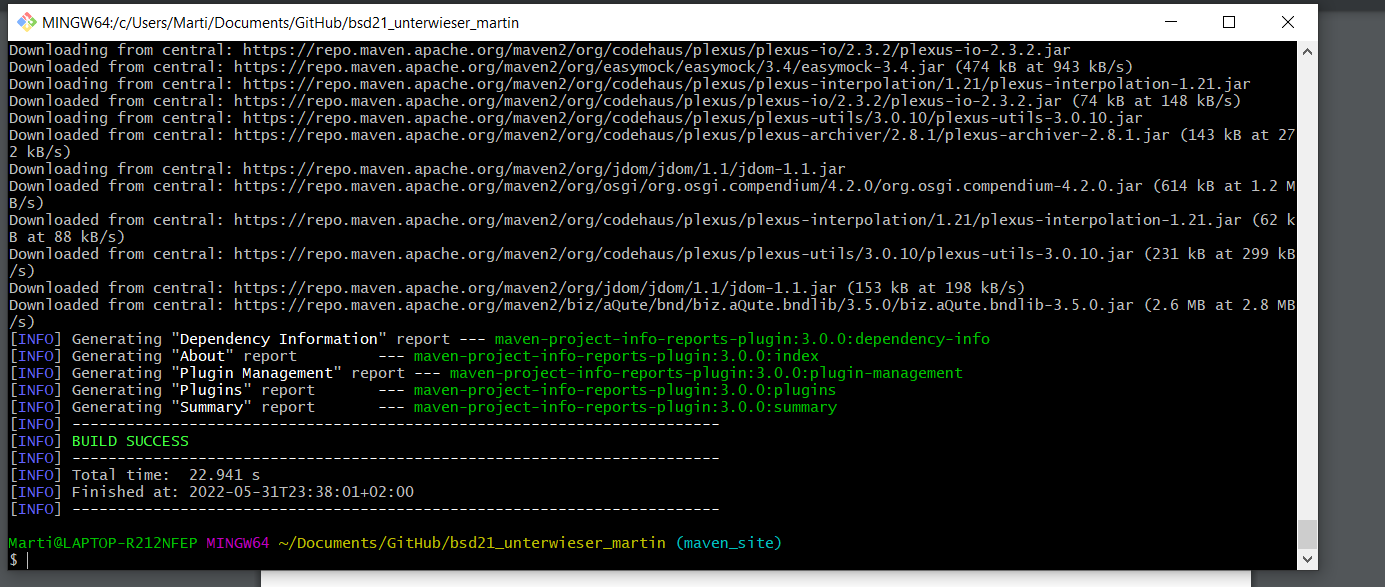 MINGW64:/c/Users/Marti/Documents/GitHub/bsd21_unterwieser_martin
Downloading from central: https://repo.maven.apache.org/maven2/org/codehaus/plexus/plexus-io/2.3.2/plexus-io-2.3.2.jar
Downloaded from central: https://repo.maven.apache.org/maven2/org/easymock/easymock/3.4/easymock-3.4.jar (474 kB at 943 kB/s)
Downloading from central: https://repo.maven.apache.org/maven2/org/codehaus/plexus/plexus-interpolation/1.21/plexus-interpolation-1.21.jar
Downloaded from central: https://repo.maven.apache.org/maven2/org/codehaus/plexus/plexus-io/2.3.2/plexus-io-2.3.2.jar (74 kB at 148 kB/s)
Downloading from central: https://repo.maven.apache.org/maven2/org/codehaus/plexus/plexus-utils/3.0.10/plexus-utils-3.0.10.jar
Downloaded from central: https://repo.maven.apache.org/maven2/org/codehaus/plexus/plexus-archiver/2.8.1/plexus-archiver-2.8.1.jar (143 kB at 27
2 kB/s)
Downloading from central: https://repo.maven.apache.org/maven2/org/jdom/jdom/1.1/jdom-1.1.jar
Downloaded from central: https://repo.maven.apache.org/maven2/org/osgi/org.osgi.compendium/4.2.0/org.osgi.compendium-4.2.0.jar (614 kB at 1.2 M
B/s)
Downloaded from central: https://repo.maven.apache.org/maven2/org/codehaus/plexus/plexus-interpolation/1.21/plexus-interpolation-1.21.jar (62 k
B at 88 kB/s)
Downloaded from central: https://repo.maven.apache.org/maven2/org/codehaus/plexus/plexus-utils/3.0.10/plexus-utils-3.0.10.jar (231 kB at 299 kB
/s)
Downloaded from central: https://repo.maven.apache.org/maven2/org/jdom/jdom/1.1/jdom-1.1.jar (153 kB at 198 kB/s)
Downloaded from central: https://repo.maven.apache.org/maven2/biz/aQute/bnd/biz.aQute.bndlib/3.5.0/biz.aQute.bndlib-3.5.0.jar (2.6 MB at 2.8 MB
/s)
[INFO] Generating "Dependency Information" report --- maven-project-info-reports-plugin:3.0.0:dependency-info
[INFO] Generating "About" report         --- maven-project-info-reports-plugin:3.0.0:index
[INFO] Generating "Plugin Management" report --- maven-project-info-reports-plugin:3.0.0:plugin-management
[INFO] Generating "Plugins" report       --- maven-project-info-reports-plugin:3.0.0:plugins
[INFO] Generating "Summary" report       --- maven-project-info-reports-plugin:3.0.0:summary
[INFO] ------------------------------------------------------------------------
[INFO] BUILD SUCCESS
[INFO] ------------------------------------------------------------------------
[INFO] Total time:  22.941 s
[INFO] Finished at: 2022-05-31T23:38:01+02:00
[INFO] ------------------------------------------------------------------------
Marti@LAPTOP-R212NFEP MINGW64 ~/Documents/GitHub/bsd21_unterwieser_martin (maven_site)
$